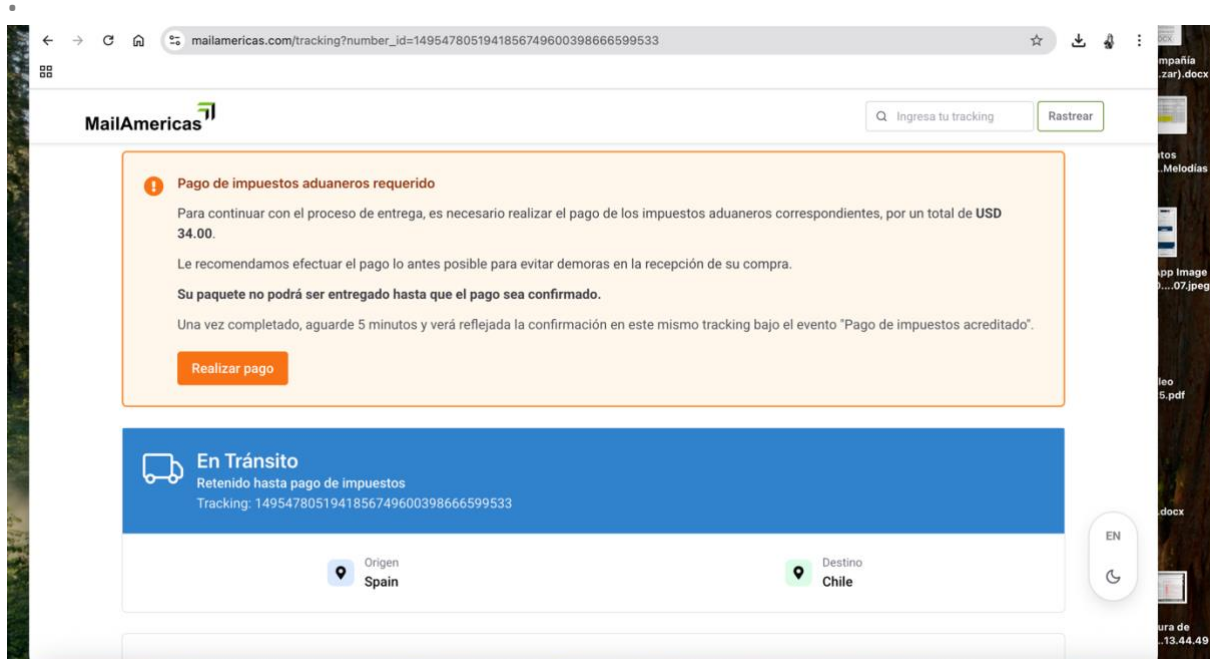 mailamericas.com/tracking?number_id=14954780519418567496003986665​99533
MailAmericas
Ingresa tu tracking
Rastrear
Pago de impuestos aduaneros requerido
Para continuar con el proceso de entrega, es necesario realizar el pago de los impuestos aduaneros correspondientes, por un total de USD
34.00.
Le recomendamos efectuar el pago lo antes posible para evitar demoras en la recepción de su compra.
Su paquete no podrá ser entregado hasta que el pago sea confirmado.
Una vez completado, aguarde 5 minutos y verá reflejada la confirmación en este mismo tracking bajo el evento "Pago de impuestos acreditado".
Realizar pago
En Tránsito
Retenido hasta pago de impuestos
Tracking: 1495478051941856749600398666599533
Origen
Spain
Destino
Chile
EN
mpañía
.zar).docx
tos
..Melodías
pp Image
....07.jpeg
leo
5.pdf
.docx
ura de
..13.44.49